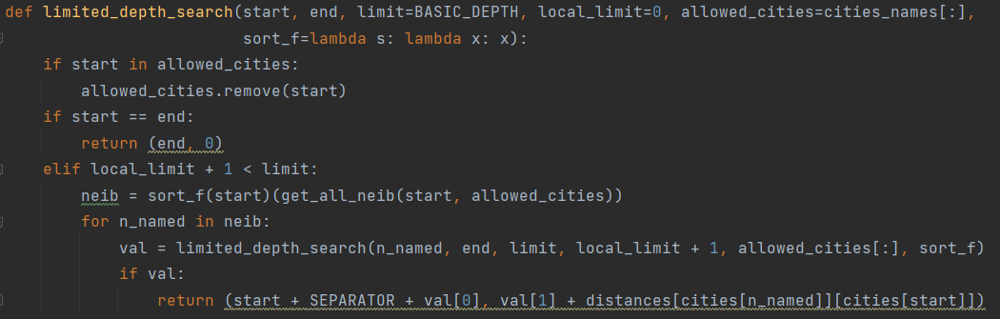 def limited_depth_search(start, end, limit=BASIC_DEPTH, local_limit=0, allowed_cities=cities_names[:],
                         sort_f=lambda s: lambda x: x):
    if start in allowed_cities:
        allowed_cities.remove(start)
    if start == end:
        return (end, 0)
    elif local_limit + 1 < limit:
        neib = sort_f(start)(get_all_neib(start, allowed_cities))
        for n_named in neib:
            val = limited_depth_search(n_named, end, limit, local_limit + 1, allowed_cities[:], sort_f)
            if val:
                return (start + SEPARATOR + val[0], val[1] + distances[cities[n_named]][cities[start]])